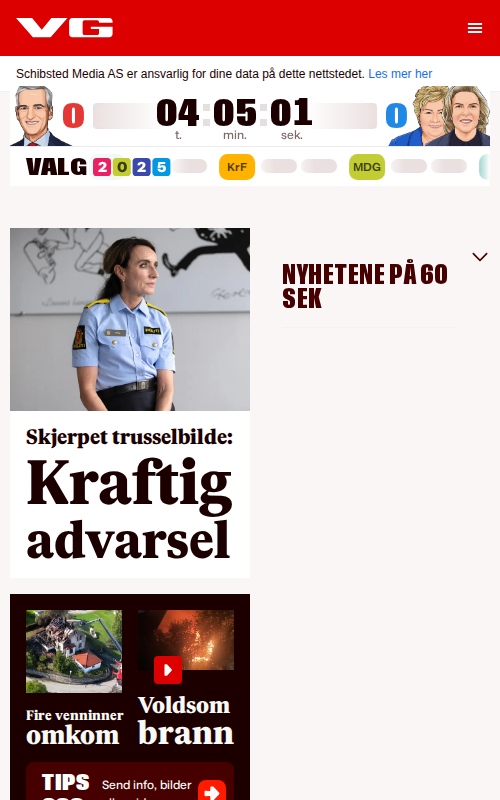 VG
Schibsted Media AS er ansvarlig for dine data på dette nettstedet. Les mer her
0 04:05:01 0
t. min. sek.
VALG 2025 KrF MDG
NYHETENE PÅ 60
SEK
Skjerpet trusselbilde:
Kraftig
advarsel
Fire venninner
omkom
Voldsom
brann
TIPS
Send info, bilder